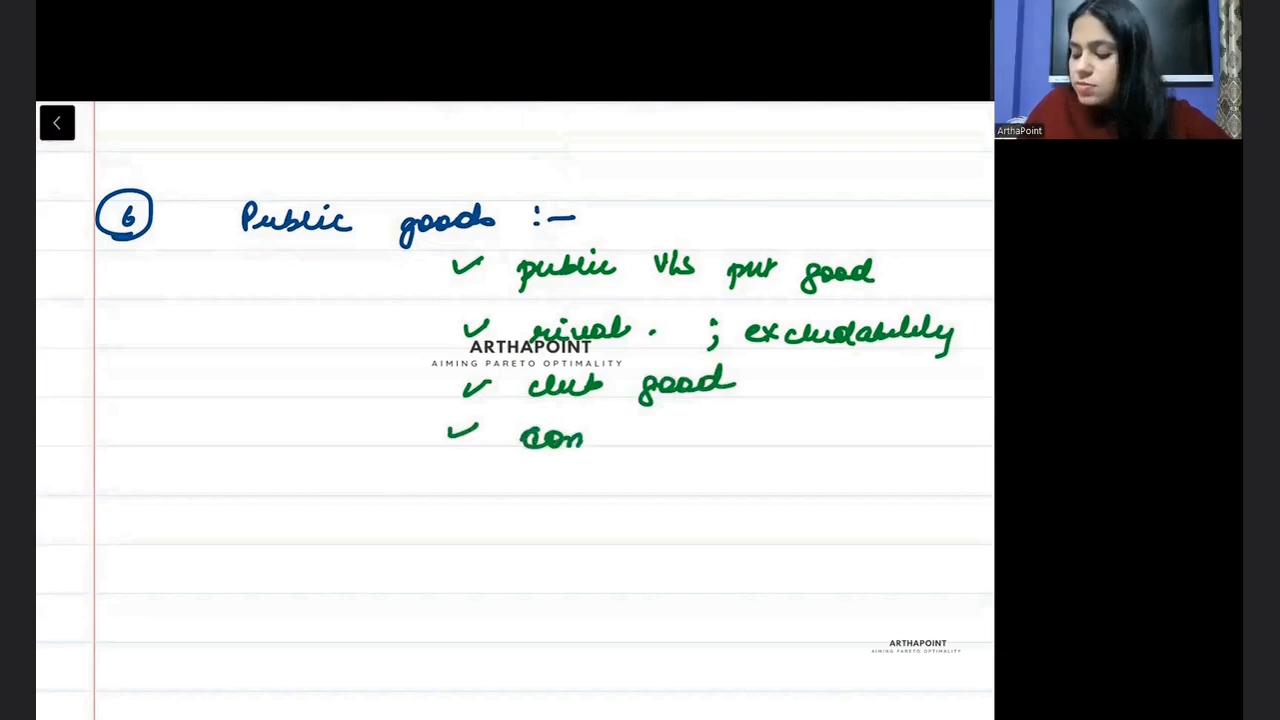 ArthaPoint
6 Public goods :-
✓ public v/s pvt good
✓ rival. ; excludability
ARTHAPOINT
AIMING PARETO OPTIMALITY
✓ club good
✓ con
ARTHAPOINT
AIMING PARETO OPTIMALITY